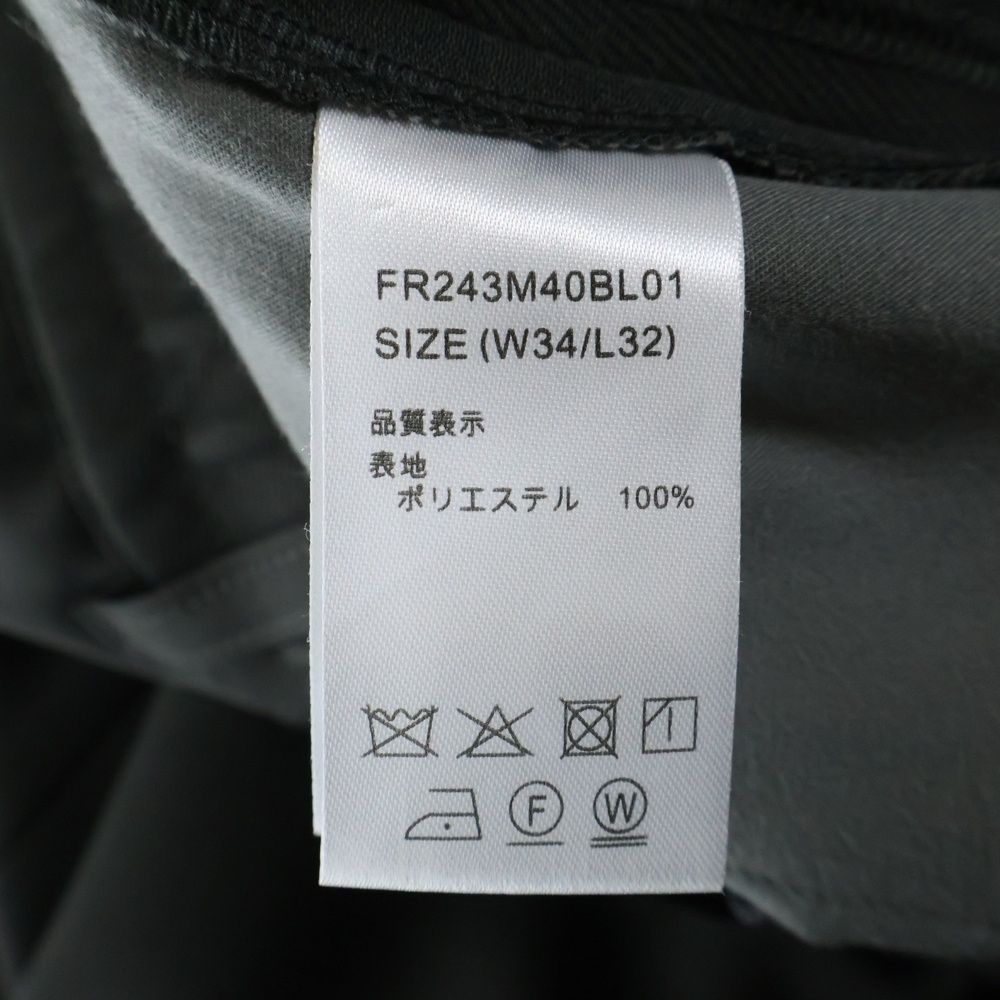 FR243M40BL01
SIZE (W34/L32)
品質表示
表地
ポリエステル 100%
F W